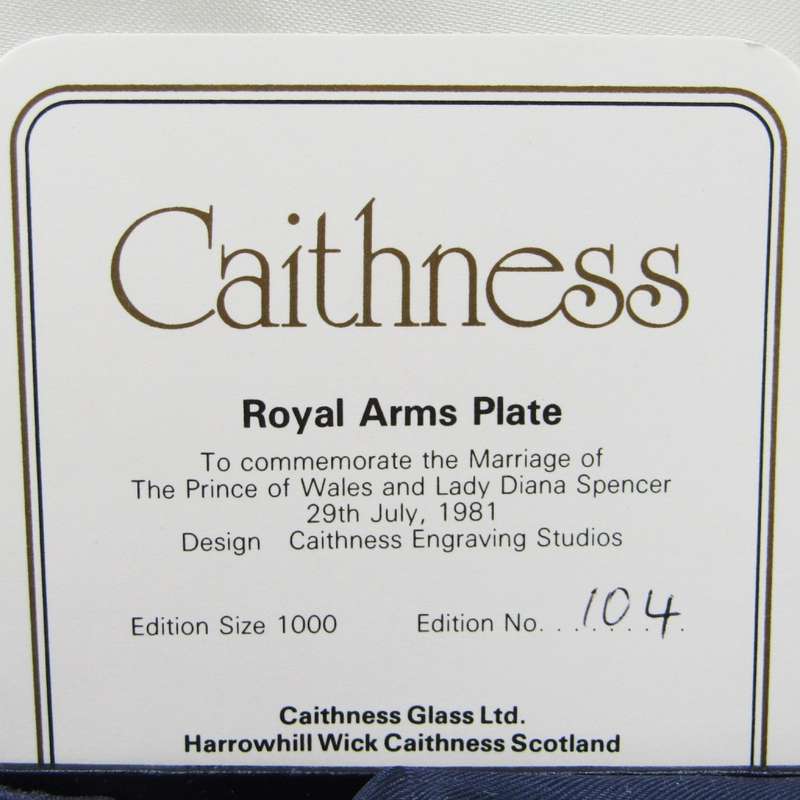 Caithness
Royal Arms Plate
To commemorate the Marriage of
The Prince of Wales and Lady Diana Spencer
29th July, 1981
Design Caithness Engraving Studios
Edition Size 1000 Edition No. 104
Caithness Glass Ltd.
Harrowhill Wick Caithness Scotland